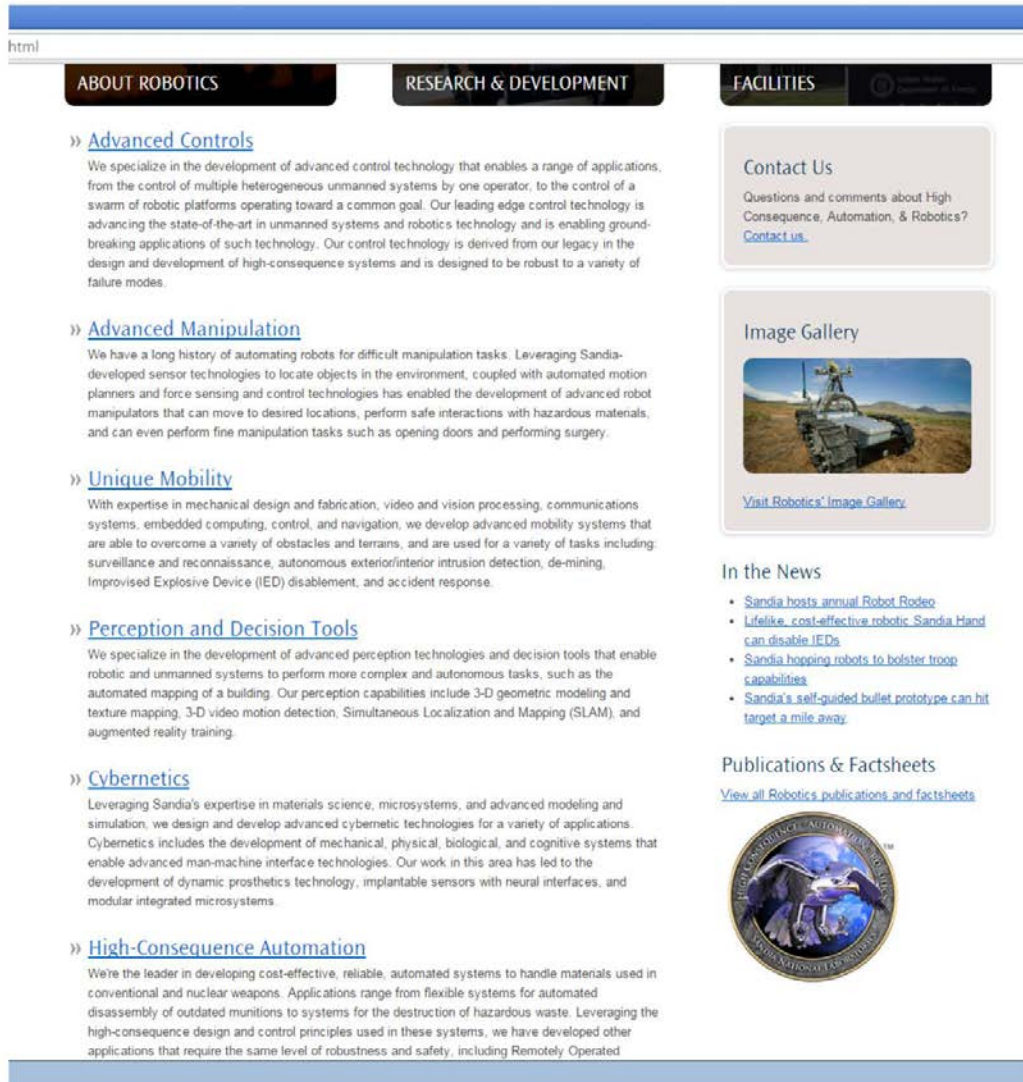 html
ABOUT ROBOTICS
RESEARCH & DEVELOPMENT
FACILITIES
» Advanced Controls
We specialize in the development of advanced control technology that enables a range of applications,
from the control of multiple heterogeneous unmanned systems by one operator, to the control of a
swarm of robotic platforms operating toward a common goal. Our leading edge control technology is
advancing the state-of-the-art in unmanned systems and robotics technology and is enabling ground-
breaking applications of such technology. Our control technology is derived from our legacy in the
design and development of high-consequence systems and is designed to be robust to a variety of
failure modes.
» Advanced Manipulation
We have a long history of automating robots for difficult manipulation tasks. Leveraging Sandia-
developed sensor technologies to locate objects in the environment, coupled with automated motion
planners and force sensing and control technologies has enabled the development of advanced robot
manipulators that can move to desired locations, perform safe interactions with hazardous materials,
and can even perform fine manipulation tasks such as opening doors and performing surgery.
» Unique Mobility
With expertise in mechanical design and fabrication, video and vision processing, communications
systems, embedded computing, control, and navigation, we develop advanced mobility systems that
are able to overcome a variety of obstacles and terrains, and are used for a variety of tasks including:
surveillance and reconnaissance, autonomous exterior/interior intrusion detection, de-mining,
Improvised Explosive Device (IED) disablement, and accident response.
» Perception and Decision Tools
We specialize in the development of advanced perception technologies and decision tools that enable
robotic and unmanned systems to perform more complex and autonomous tasks, such as the
automated mapping of a building. Our perception capabilities include 3-D geometric modeling and
texture mapping, 3-D video motion detection, Simultaneous Localization and Mapping (SLAM), and
augmented reality training.
» Cybernetics
Leveraging Sandia's expertise in materials science, microsystems, and advanced modeling and
simulation, we design and develop advanced cybernetic technologies for a variety of applications.
Cybernetics includes the development of mechanical, physical, biological, and cognitive systems that
enable advanced man-machine interface technologies. Our work in this area has led to the
development of dynamic prosthetics technology, implantable sensors with neural interfaces, and
modular integrated microsystems.
» High-Consequence Automation
We're the leader in developing cost-effective, reliable, automated systems to handle materials used in
conventional and nuclear weapons. Applications range from flexible systems for automated
disassembly of outdated munitions to systems for the destruction of hazardous waste. Leveraging the
high-consequence design and control principles used in these systems, we have developed other
applications that require the same level of robustness and safety, including Remotely Operated
Contact Us
Questions and comments about High
Consequence, Automation, & Robotics?
Contact us.
Image Gallery
Visit Robotics' Image Gallery
In the News
• Sandia hosts annual Robot Rodeo
• Lifelike, cost-effective robotic Sandia Hand
can disable IEDs
• Sandia hopping robots to bolster troop
capabilities
• Sandia's self-guided bullet prototype can hit
target a mile away
Publications & Factsheets
View all Robotics publications and factsheets
HIGH CONSEQUENCE, AUTOMATION, & ROBOTICS
TM
SANDIA NATIONAL LABORATORIES